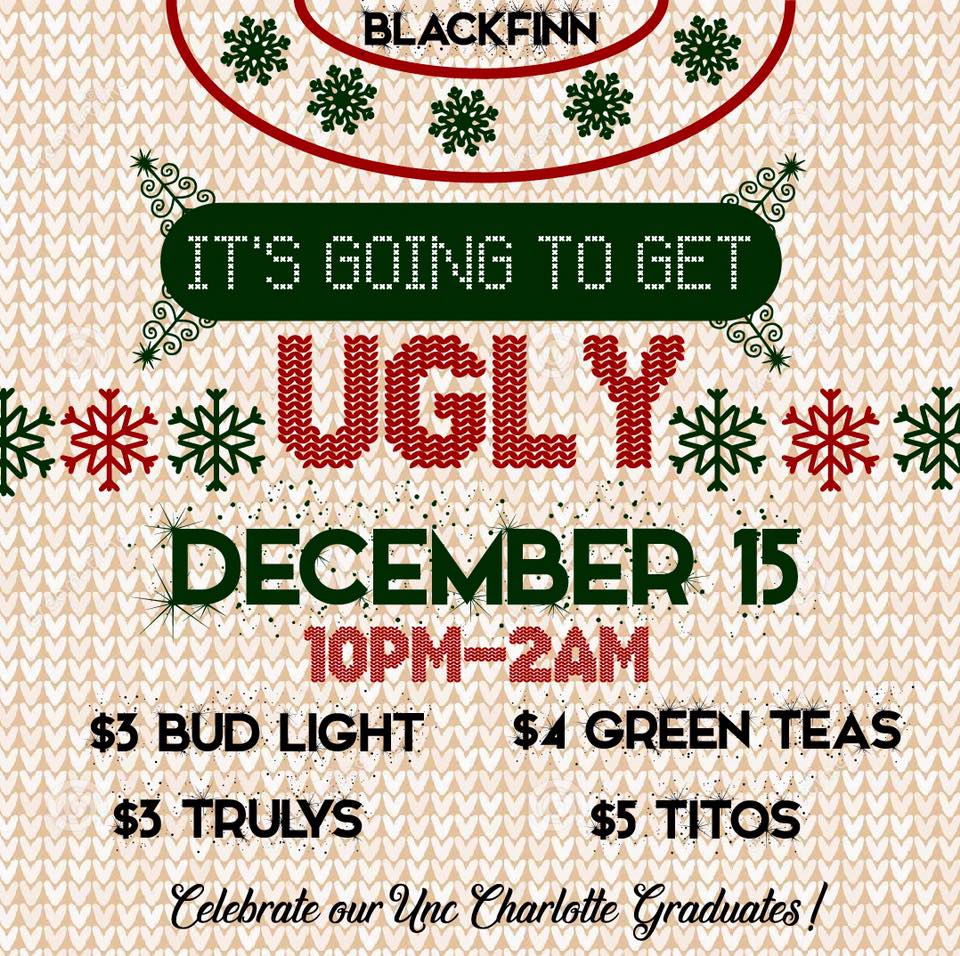 BLACKFINN
IT'S GOING TO GET
UGLY
DECEMBER 15
10PM-2AM
$3 BUD LIGHT
$4 GREEN TEAS
$3 TRULYS
$5 TITOS
Celebrate our Unc Charlotte Graduates!